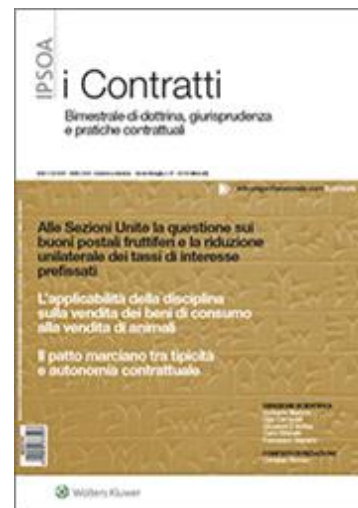 IPSOA
i Contratti
Bimestrale di dottrina, giurisprudenza
e pratiche contrattuali
Alle Sezioni Unite la questione sui
buoni postali fruttiferi e la riduzione
unilaterale dei tassi di interesse
prefissati
L'applicabilità della disciplina
sulla vendita dei beni di consumo
alla vendita di animali
Il patto marciano tra tipicità
e autonomia contrattuale
DIREZIONE SCIENTIFICA
Wolters Kluwer